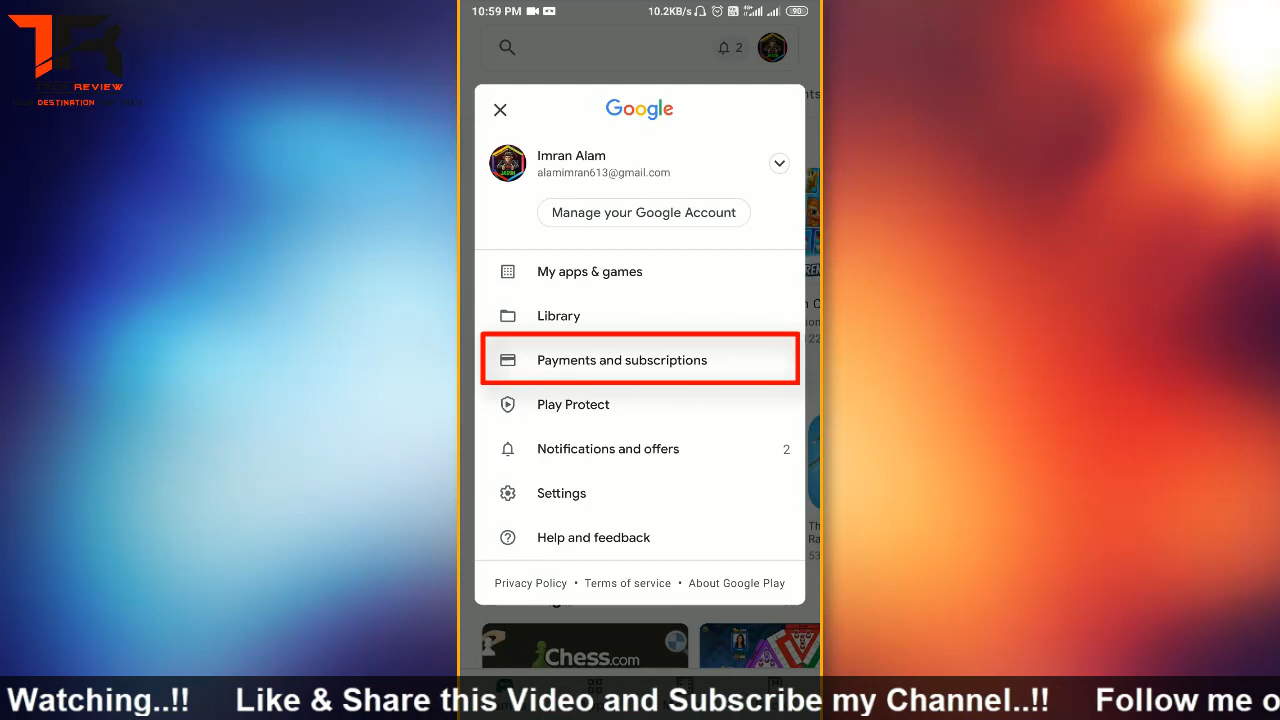 10:59 PM 10.2KB/s 90
REVIEW
DESTINATION
2
Google
Imran Alam
alamimran613@gmail.com
Manage your Google Account
My apps & games
Library
Payments and subscriptions
Play Protect
Notifications and offers 2
Settings
Help and feedback
Privacy Policy • Terms of service • About Google Play
Chess.com
Watching..!! Like & Share this Video and Subscribe my Channel..!! Follow me o